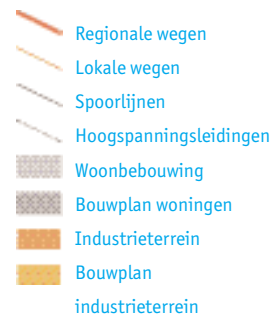 Regionale wegen
Lokale wegen
Spoorlijnen
Hoogspanningsleidingen
Woonbebouwing
Bouwplan woningen
Industrieterrein
Bouwplan
industrieterrein